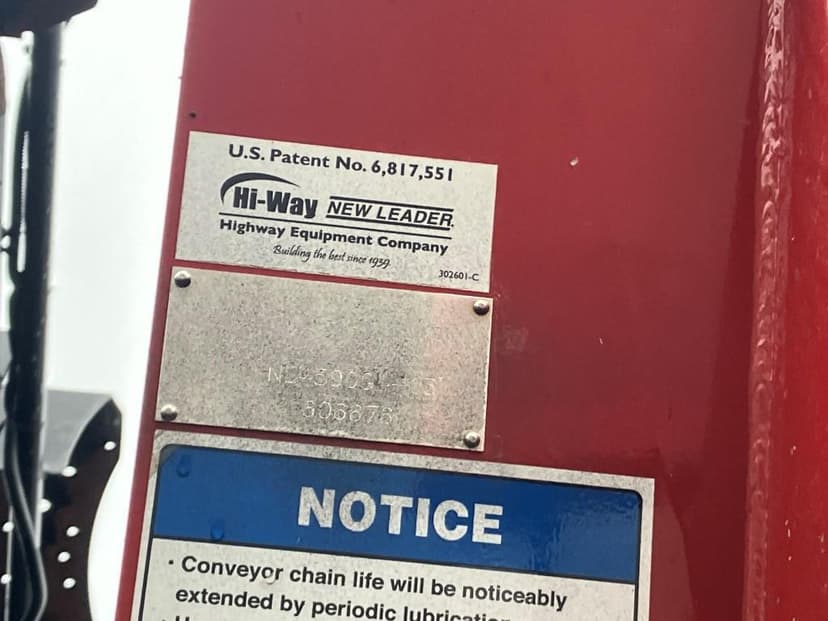 U.S. Patent No. 6,817,551
Hi-Way NEW LEADER.
Highway Equipment Company
Building the best since 1939
302601-C
NOTICE
· Conveyor chain life will be noticeably
extended by periodic